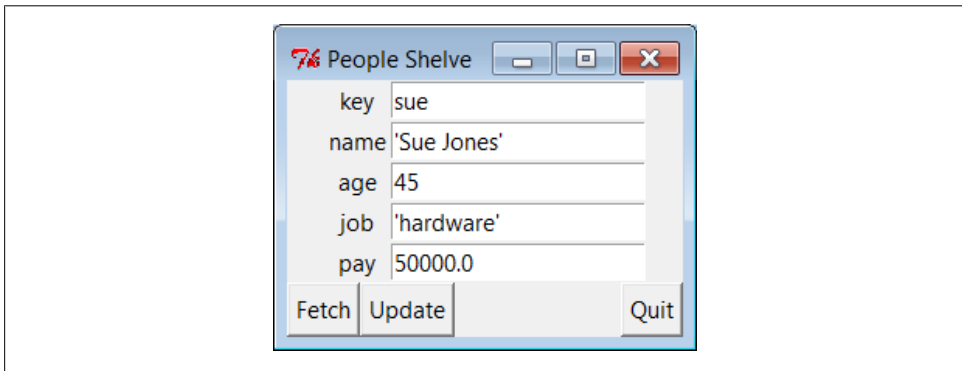 People Shelve
key sue
name 'Sue Jones'
age 45
job 'hardware'
pay 50000.0
Fetch Update Quit